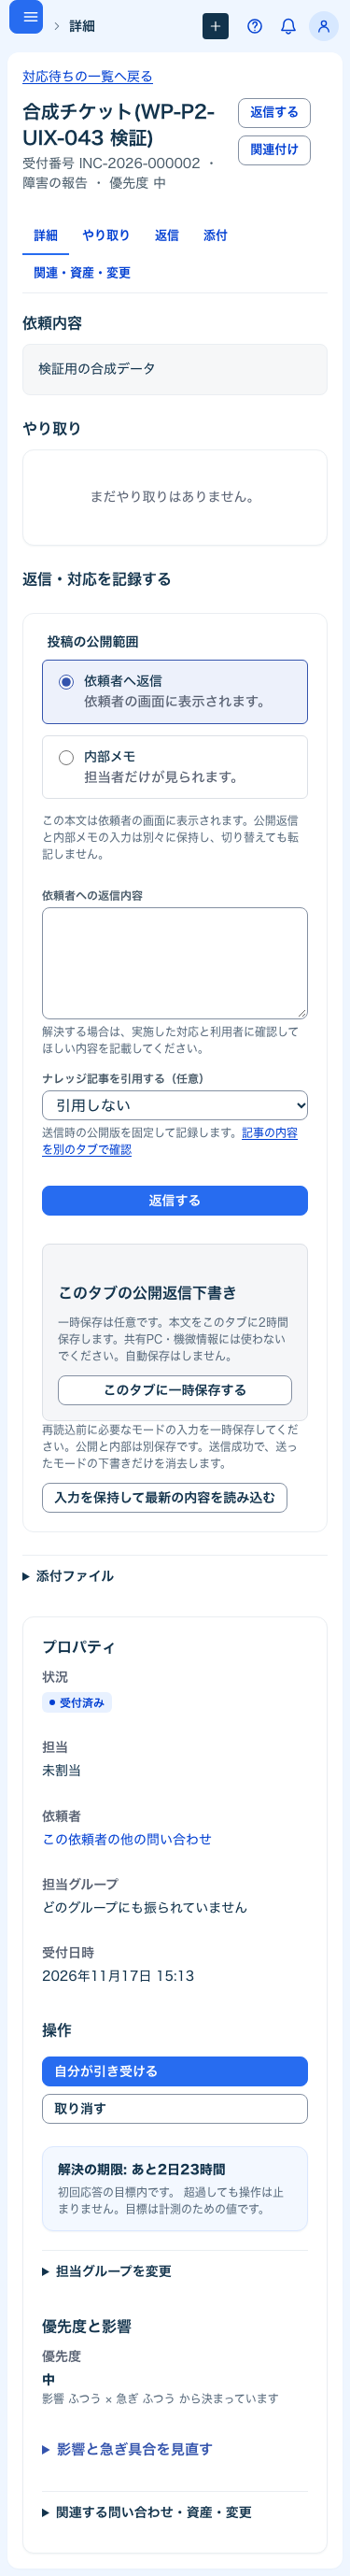 詳細
対応待ちの一覧へ戻る
合成チケット(WP-P2-
UIX-043 検証)
返信する
関連付け
受付番号 INC-2026-000002 ・
障害の報告 ・ 優先度 中
詳細 やり取り 返信 添付
関連・資産・変更
依頼内容
検証用の合成データ
やり取り
まだやり取りはありません。
返信・対応を記録する
投稿の公開範囲
依頼者へ返信
依頼者の画面に表示されます。
内部メモ
担当者だけが見られます。
この本文は依頼者の画面に表示されます。公開返信
と内部メモの入力は別々に保持し、切り替えても転
記しません。
依頼者への返信内容
解決する場合は、実施した対応と利用者に確認して
ほしい内容を記載してください。
ナレッジ記事を引用する（任意）
引用しない
送信時の公開版を固定して記録します。記事の内容
を別のタブで確認
返信する
このタブの公開返信下書き
一時保存は任意です。本文をこのタブに2時間
保存します。共有PC・機微情報には使わない
でください。自動保存はしません。
このタブに一時保存する
再読込前に必要なモードの入力を一時保存してくだ
さい。公開と内部は別保存です。送信成功で、送っ
たモードの下書きだけを消去します。
入力を保持して最新の内容を読み込む
添付ファイル
プロパティ
状況
受付済み
担当
未割当
依頼者
この依頼者の他の問い合わせ
担当グループ
どのグループにも振られていません
受付日時
2026年11月17日 15:13
操作
自分が引き受ける
取り消す
解決の期限: あと2日23時間
初回応答の目標内です。 超過しても操作は止
まりません。目標は計測のための値です。
担当グループを変更
優先度と影響
優先度
中
影響 ふつう × 急ぎ ふつう から決まっています
影響と急ぎ具合を見直す
関連する問い合わせ・資産・変更